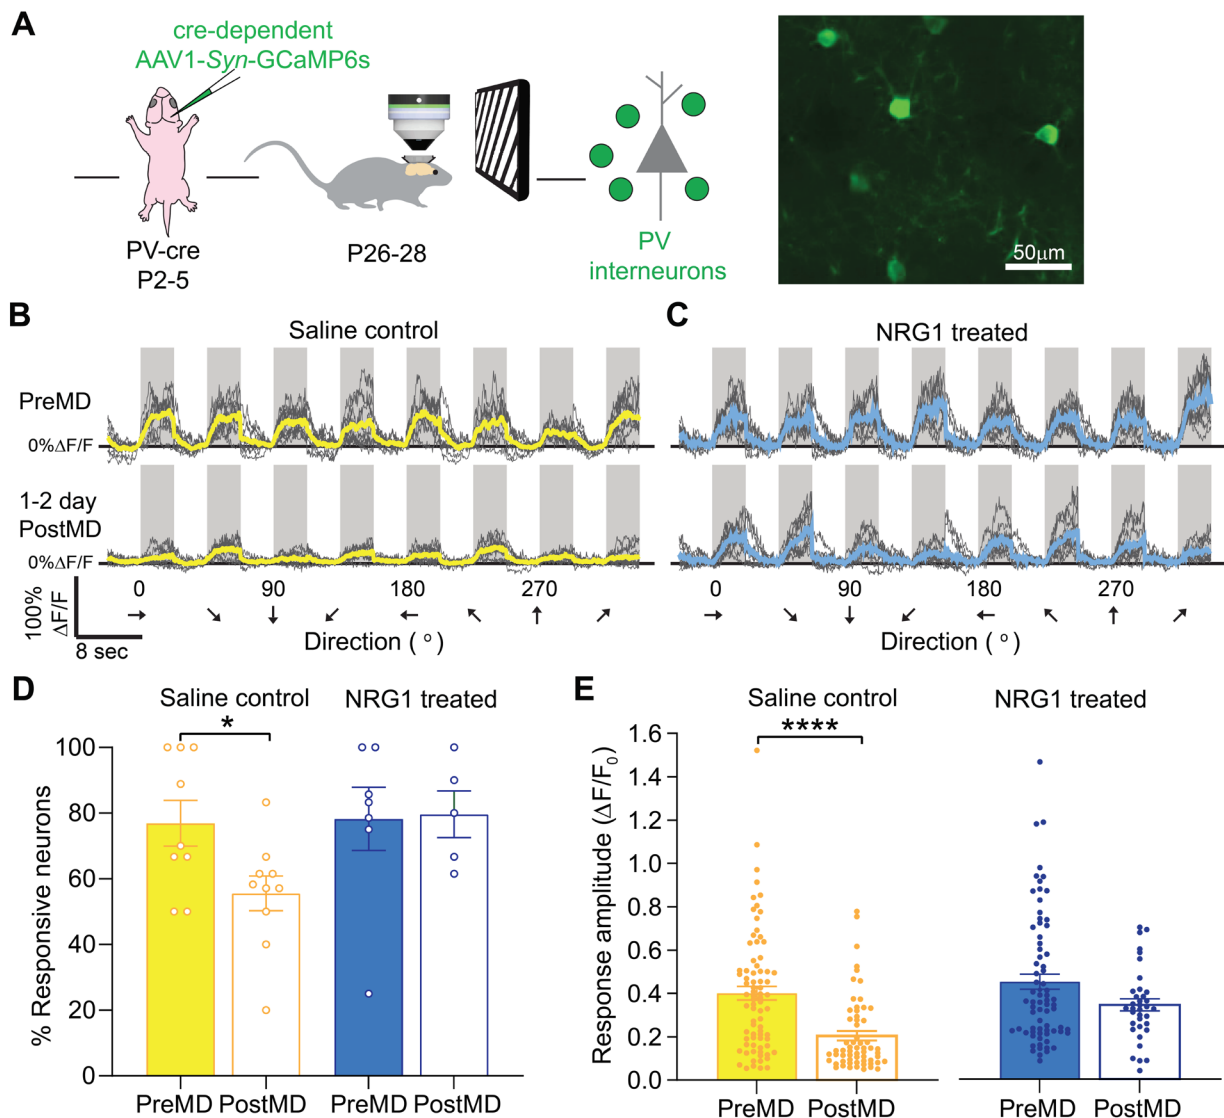 A
cre-dependent
AAV1-Syn-GCaMP6s
PV-cre
P2-5
P26-28
PV
interneurons
50μm
B
Saline control
C
NRG1 treated
PreMD
0%ΔF/F
1-2 day
PostMD
0%ΔF/F
100%
ΔF/F
8 sec
0 90 180 270
Direction ( ° )
0 90 180 270
Direction ( ° )
D
Saline control NRG1 treated
*
% Responsive neurons
100
80
60
40
20
0
PreMD PostMD PreMD PostMD
E
Saline control NRG1 treated
****
Response amplitude (ΔF/F0)
1.6
1.4
1.2
1.0
0.8
0.6
0.4
0.2
0.0
PreMD PostMD PreMD PostMD